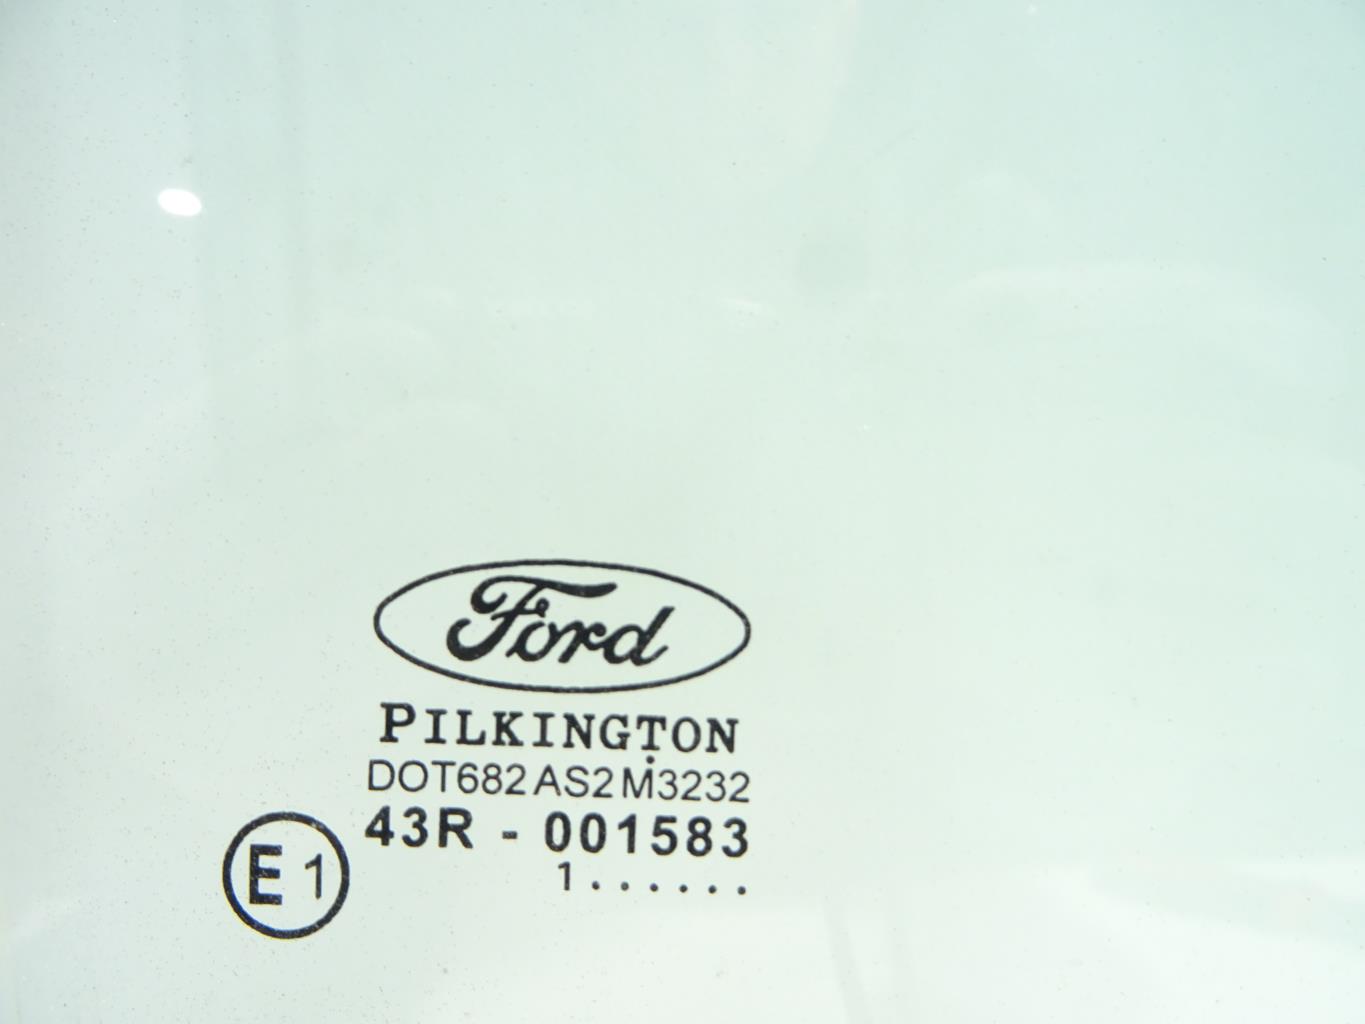 Ford
PILKINGTON
DOT682 AS2 M3232
43R - 001583
E 1
1......